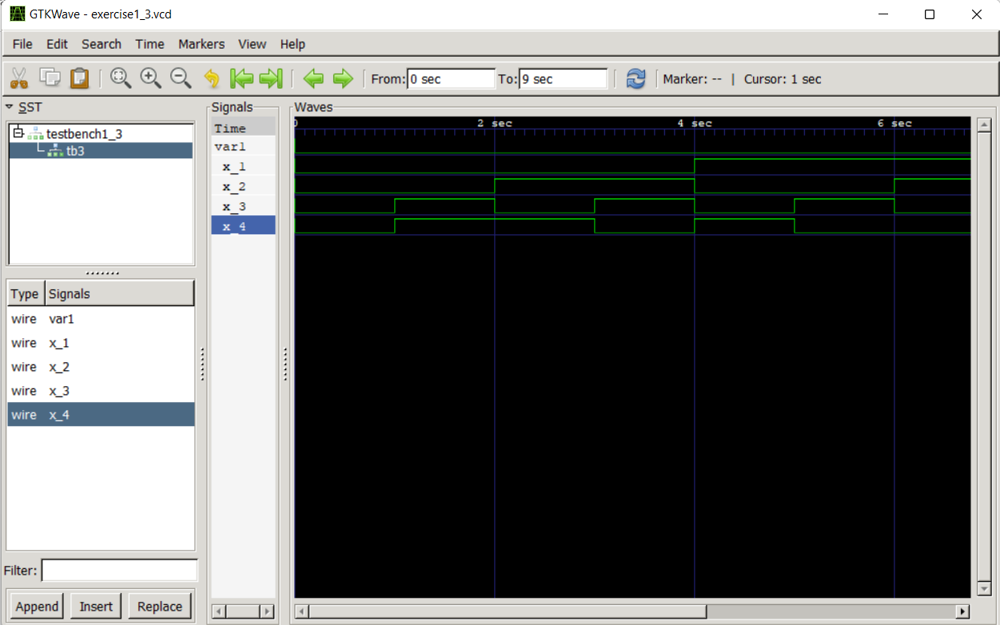 GTKWave - exercise1_3.vcd
File Edit Search Time Markers View Help
From: 0 sec To: 9 sec Marker: -- | Cursor: 1 sec
SST
testbench1_3
tb3
Type Signals
wire var1
wire x_1
wire x_2
wire x_3
wire x_4
Filter:
Append Insert Replace
Signals
Time
var1
x_1
x_2
x_3
x_4
Waves
0 2 sec 4 sec 6 sec